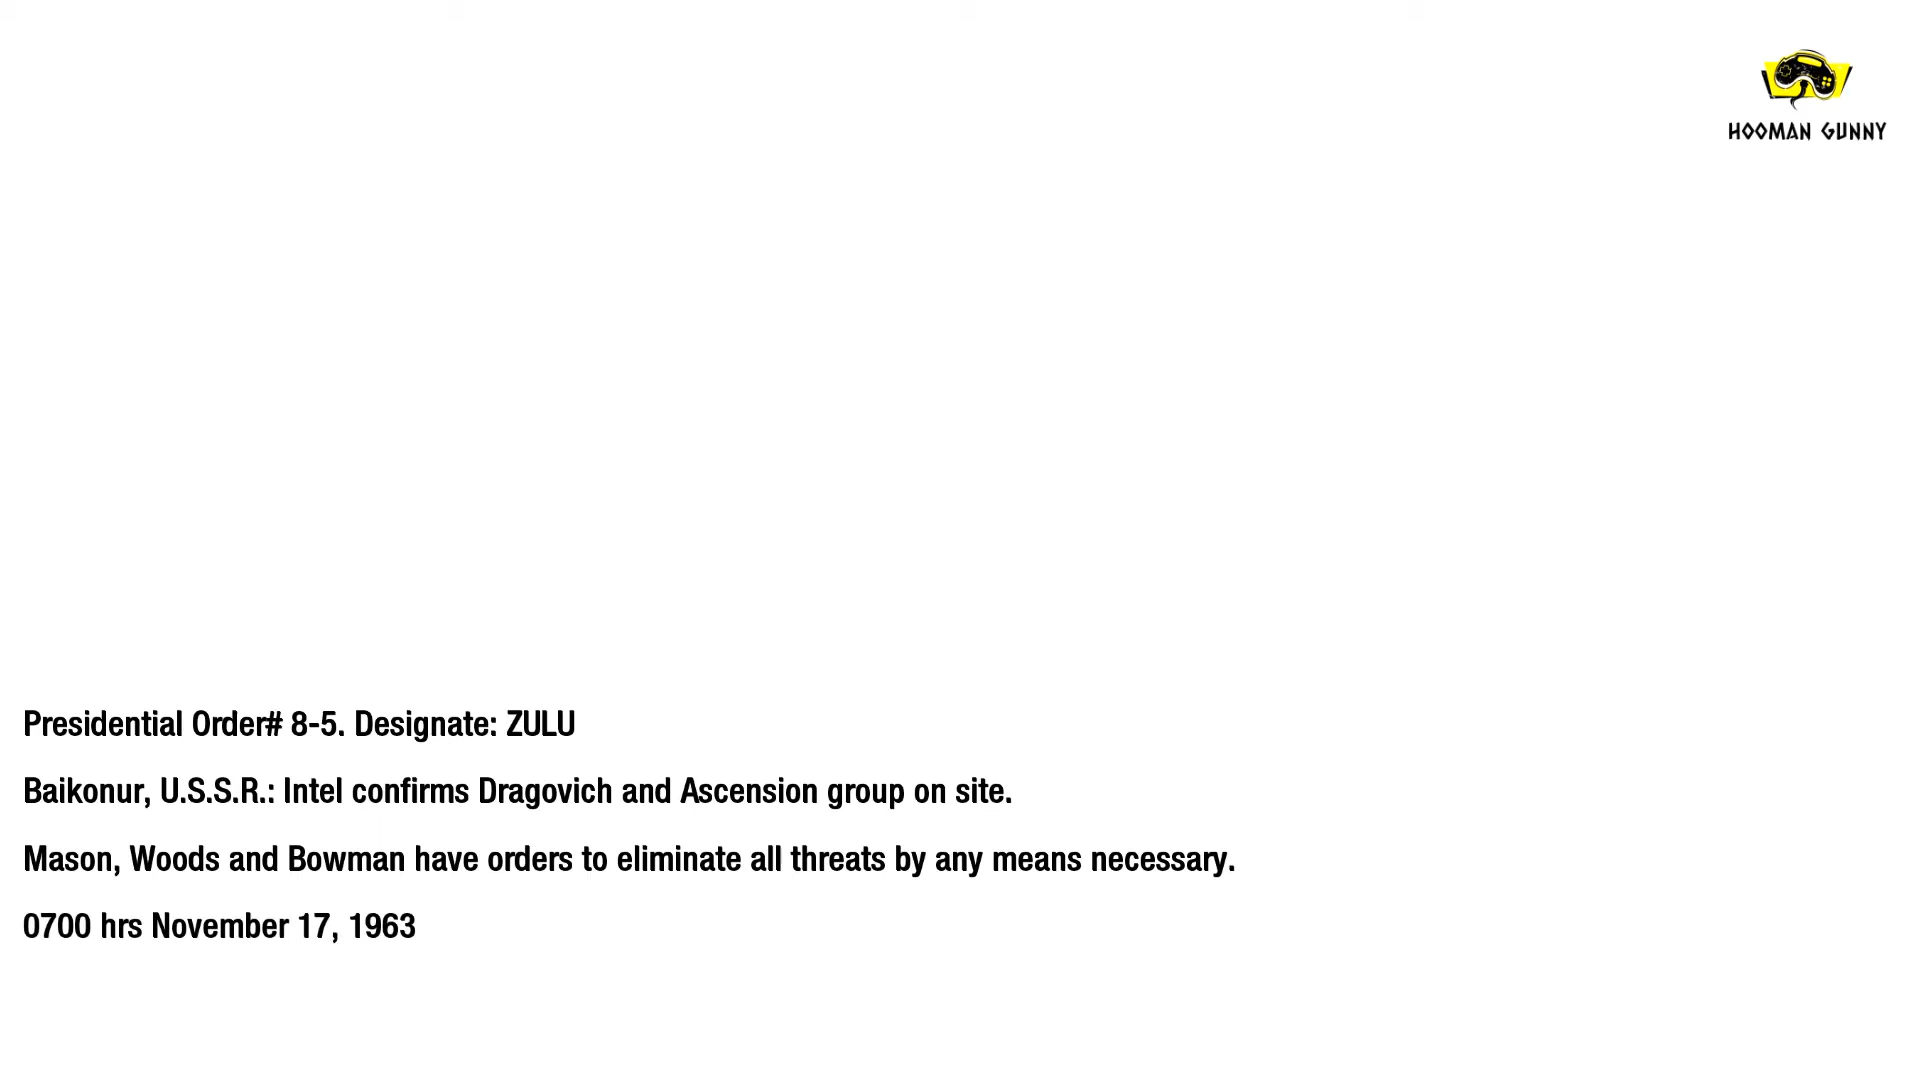 HOOMAN GUNNY
Presidential Order# 8-5. Designate: ZULU
Baikonur, U.S.S.R.: Intel confirms Dragovich and Ascension group on site.
Mason, Woods and Bowman have orders to eliminate all threats by any means necessary.
0700 hrs November 17, 1963